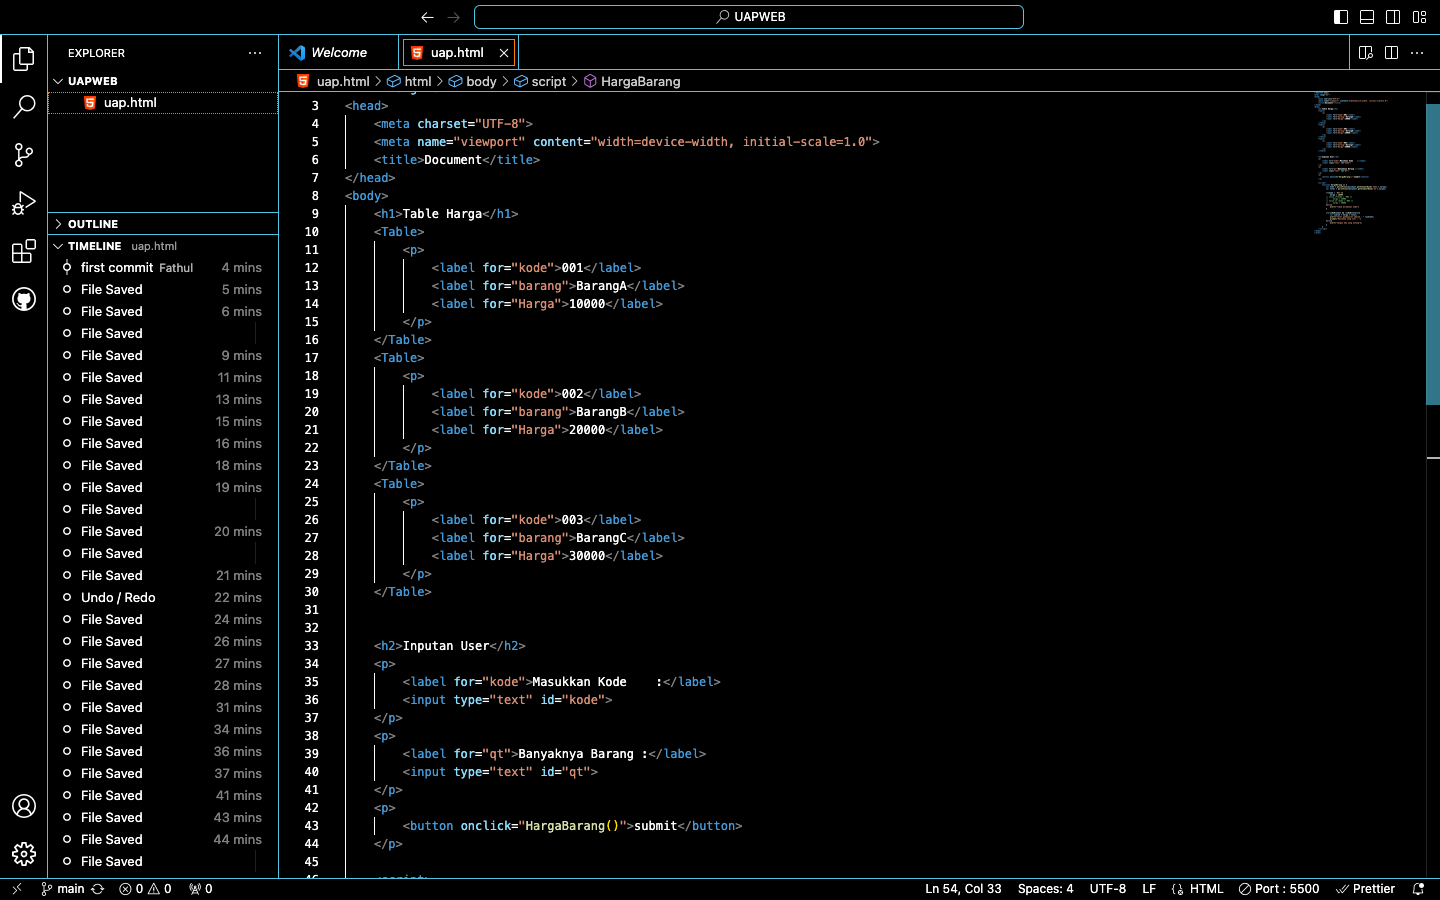 UAPWEB
EXPLORER
UAPWEB
uap.html
OUTLINE
TIMELINE uap.html
first commit Fathul 4 mins
File Saved 5 mins
File Saved 6 mins
File Saved
File Saved 9 mins
File Saved 11 mins
File Saved 13 mins
File Saved 15 mins
File Saved 16 mins
File Saved 18 mins
File Saved 19 mins
File Saved
File Saved 20 mins
File Saved
File Saved 21 mins
Undo / Redo 22 mins
File Saved 24 mins
File Saved 26 mins
File Saved 27 mins
File Saved 28 mins
File Saved 31 mins
File Saved 34 mins
File Saved 36 mins
File Saved 37 mins
File Saved 41 mins
File Saved 43 mins
File Saved 44 mins
File Saved
Welcome uap.html
uap.html > html > body > script > HargaBarang
3 <head>
4 <meta charset="UTF-8">
5 <meta name="viewport" content="width=device-width, initial-scale=1.0">
6 <title>Document</title>
7 </head>
8 <body>
9 <h1>Table Harga</h1>
10 <Table>
11 <p>
12 <label for="kode">001</label>
13 <label for="barang">BarangA</label>
14 <label for="Harga">10000</label>
15 </p>
16 </Table>
17 <Table>
18 <p>
19 <label for="kode">002</label>
20 <label for="barang">BarangB</label>
21 <label for="Harga">20000</label>
22 </p>
23 </Table>
24 <Table>
25 <p>
26 <label for="kode">003</label>
27 <label for="barang">BarangC</label>
28 <label for="Harga">30000</label>
29 </p>
30 </Table>
31
32
33 <h2>Inputan User</h2>
34 <p>
35 <label for="kode">Masukkan Kode    :</label>
36 <input type="text" id="kode">
37 </p>
38 <p>
39 <label for="qt">Banyaknya Barang :</label>
40 <input type="text" id="qt">
41 </p>
42 <p>
43 <button onclick="HargaBarang()">submit</button>
44 </p>
45
main 0 0 0 Ln 54, Col 33 Spaces: 4 UTF-8 LF HTML Port : 5500 Prettier